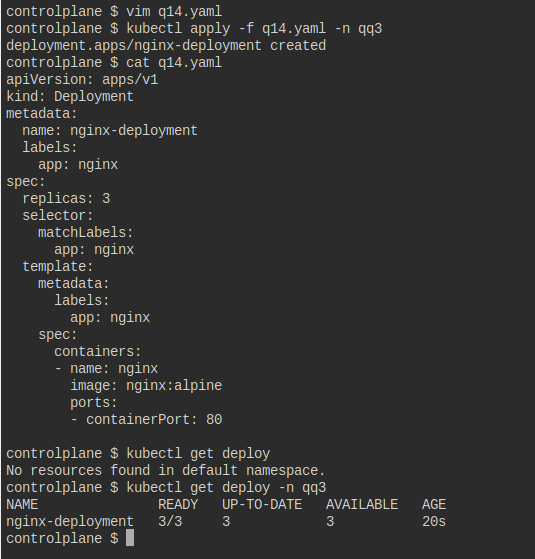 controlplane $ vim q14.yaml
controlplane $ kubectl apply -f q14.yaml -n qq3
deployment.apps/nginx-deployment created
controlplane $ cat q14.yaml
apiVersion: apps/v1
kind: Deployment
metadata:
  name: nginx-deployment
  labels:
    app: nginx
spec:
  replicas: 3
  selector:
    matchLabels:
      app: nginx
  template:
    metadata:
      labels:
        app: nginx
    spec:
      containers:
      - name: nginx
        image: nginx:alpine
        ports:
        - containerPort: 80

controlplane $ kubectl get deploy
No resources found in default namespace.
controlplane $ kubectl get deploy -n qq3
NAME               READY   UP-TO-DATE   AVAILABLE   AGE
nginx-deployment   3/3     3            3           20s
controlplane $